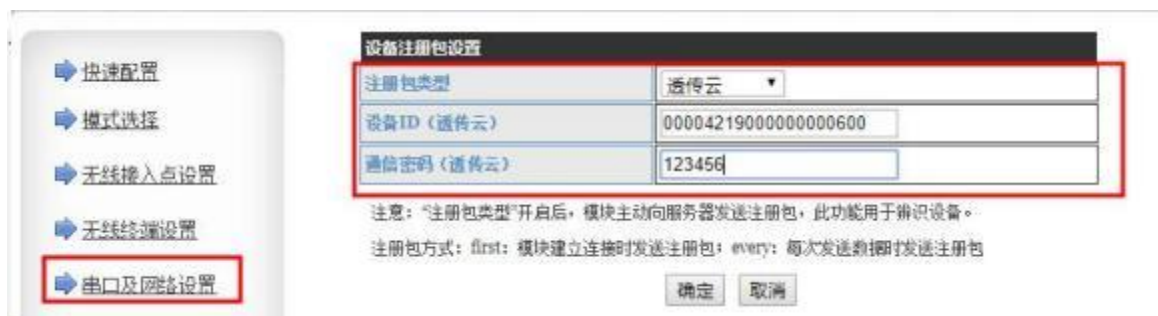 快速配置
模式选择
无线接入点设置
无线终端设置
串口及网络设置
设备注册包设置
注册包类型 透传云
设备ID（透传云） 00004219000000000600
通信密码（透传云） 123456
注意："注册包类型"开启后，模块主动向服务器发送注册包，此功能用于辨识设备。
注册包方式：first：模块建立连接时发送注册包；every：每次发送数据时发送注册包
确定 取消